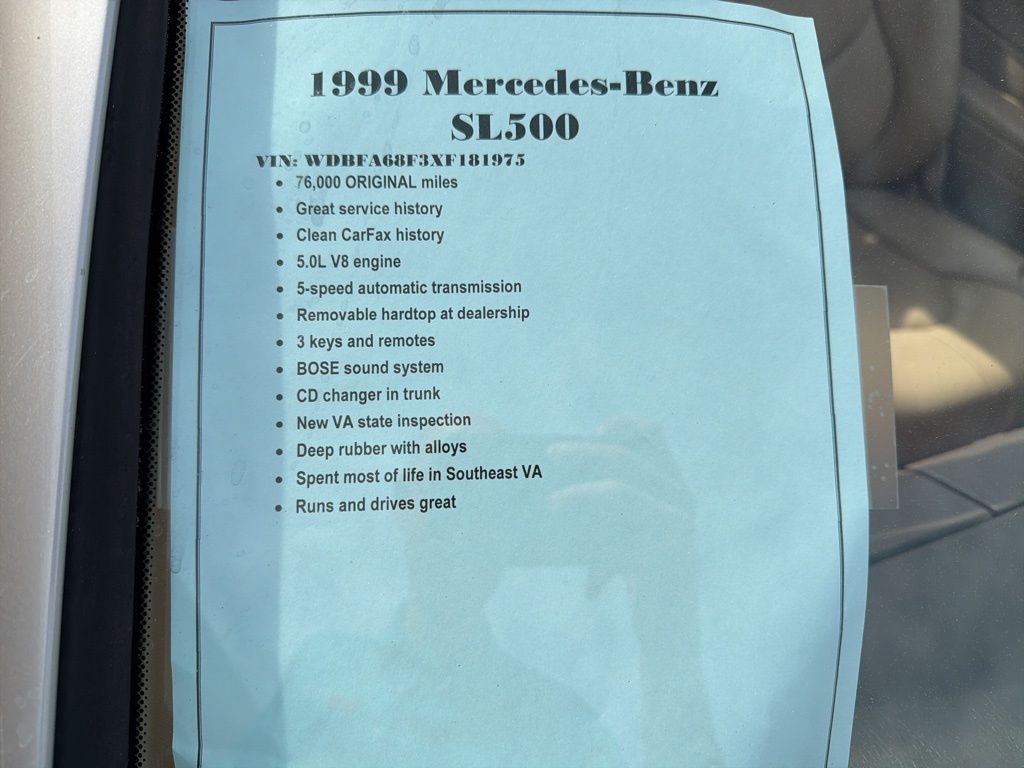 1999 Mercedes-Benz
SL500
VIN: WDBFA68F3XF181975
• 76,000 ORIGINAL miles
• Great service history
• Clean CarFax history
• 5.0L V8 engine
• 5-speed automatic transmission
• Removable hardtop at dealership
• 3 keys and remotes
• BOSE sound system
• CD changer in trunk
• New VA state inspection
• Deep rubber with alloys
• Spent most of life in Southeast VA
• Runs and drives great